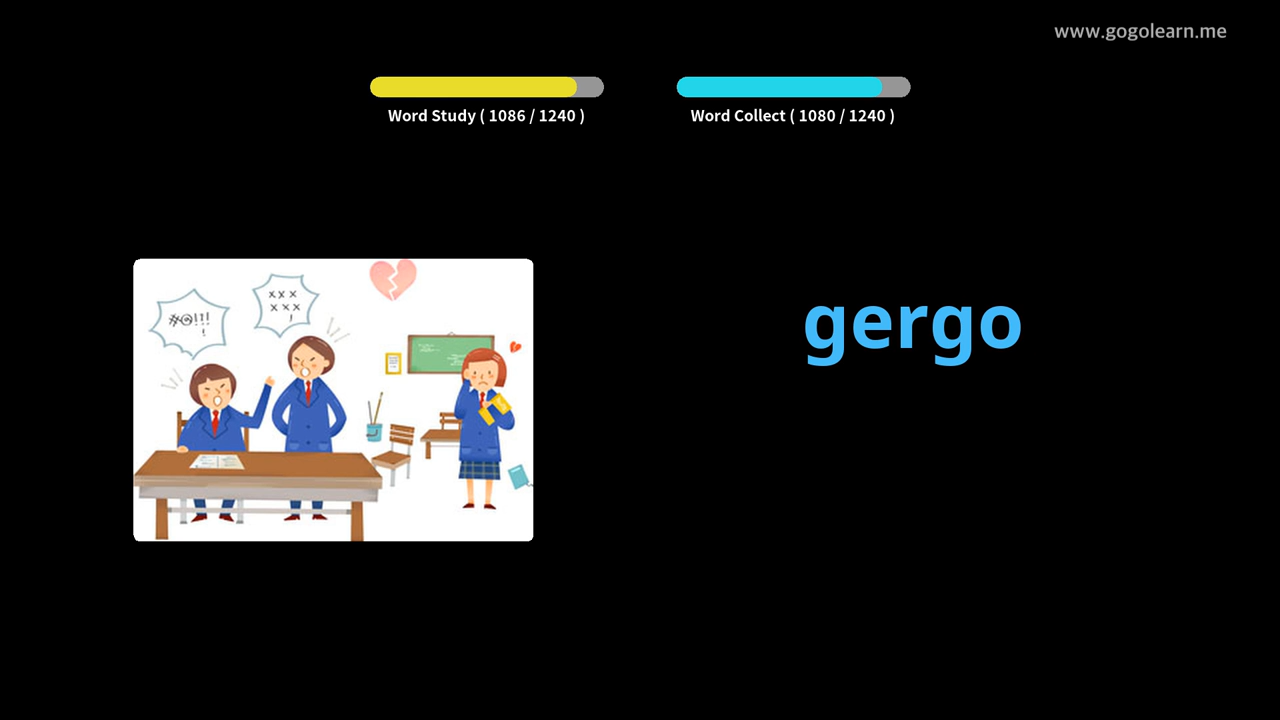 www.gogolearn.me
Word Study ( 1086 / 1240 )
Word Collect ( 1080 / 1240 )
#@!!!
!
x x x
x x x
!
gergo